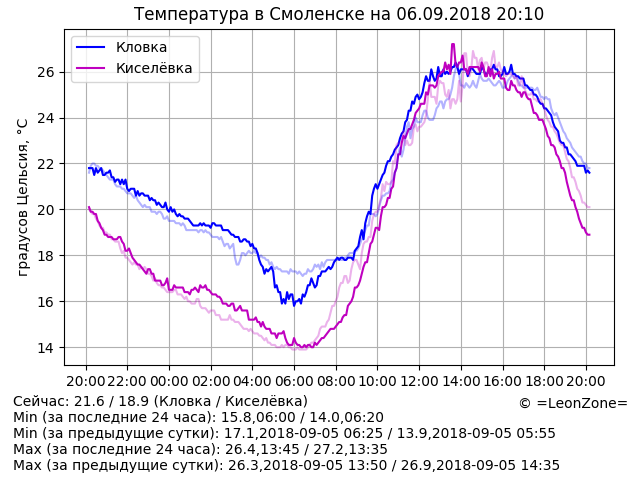 Температура в Смоленске на 06.09.2018 20:10
Кловка
Киселёвка
градусов Цельсия, °C
26
24
22
20
18
16
14
20:00 22:00 00:00 02:00 04:00 06:00 08:00 10:00 12:00 14:00 16:00 18:00 20:00
Сейчас: 21.6 / 18.9 (Кловка / Киселёвка)
© =LeonZone=
Min (за последние 24 часа): 15.8,06:00 / 14.0,06:20
Min (за предыдущие сутки): 17.1,2018-09-05 06:25 / 13.9,2018-09-05 05:55
Max (за последние 24 часа): 26.4,13:45 / 27.2,13:35
Max (за предыдущие сутки): 26.3,2018-09-05 13:50 / 26.9,2018-09-05 14:35